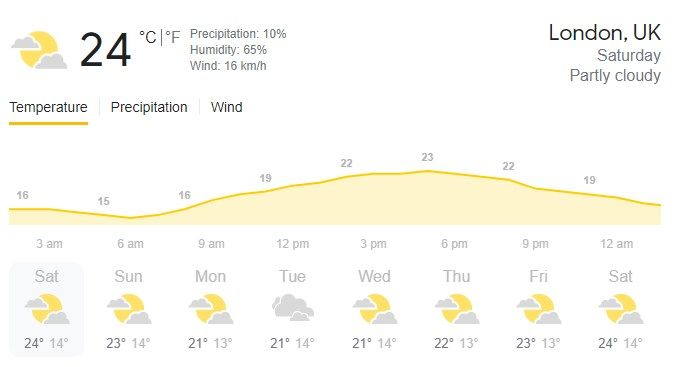 24 °C | °F
Precipitation: 10%
Humidity: 65%
Wind: 16 km/h
London, UK
Saturday
Partly cloudy
Temperature | Precipitation | Wind
16 15 16 19 22 23 22 19
3 am 6 am 9 am 12 pm 3 pm 6 pm 9 pm 12 am
Sat Sun Mon Tue Wed Thu Fri Sat
24° 14° 23° 14° 21° 13° 21° 14° 21° 14° 22° 13° 23° 13° 24° 14°